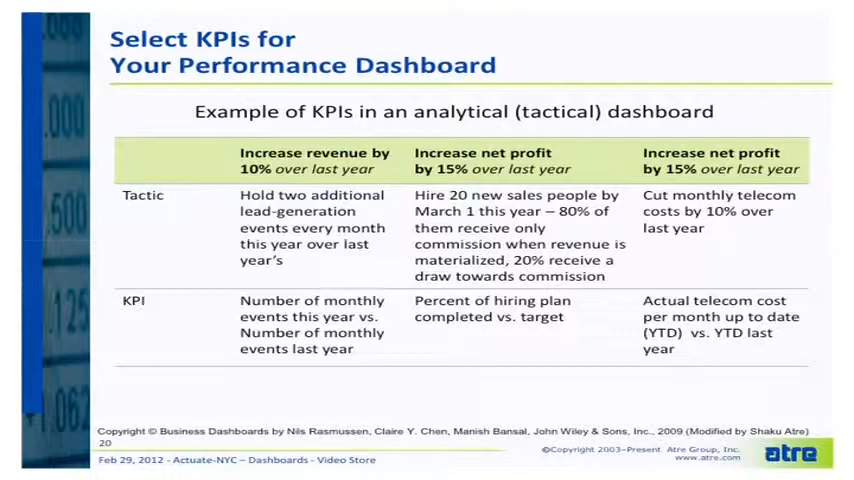 Select KPIs for
Your Performance Dashboard
Example of KPIs in an analytical (tactical) dashboard
Increase revenue by
10% over last year
Increase net profit
by 15% over last year
Increase net profit
by 15% over last year
Tactic
Hold two additional
lead-generation
events every month
this year over last
year’s
Hire 20 new sales people by
March 1 this year – 80% of
them receive only
commission when revenue is
materialized, 20% receive a
draw towards commission
Cut monthly telecom
costs by 10% over
last year
KPI
Number of monthly
events this year vs.
Number of monthly
events last year
Percent of hiring plan
completed vs. target
Actual telecom cost
per month up to date
(YTD) vs. YTD last
year
Copyright © Business Dashboards by Nils Rasmussen, Claire Y. Chen, Manish Bansal, John Wiley & Sons, Inc., 2009 (Modified by Shaku Atre)
20
Feb 29, 2012 - Actuate-NYC – Dashboards - Video Store
©Copyright 2003–Present Atre Group, Inc.
www.atre.com
atre
.000
500
.125
1.062